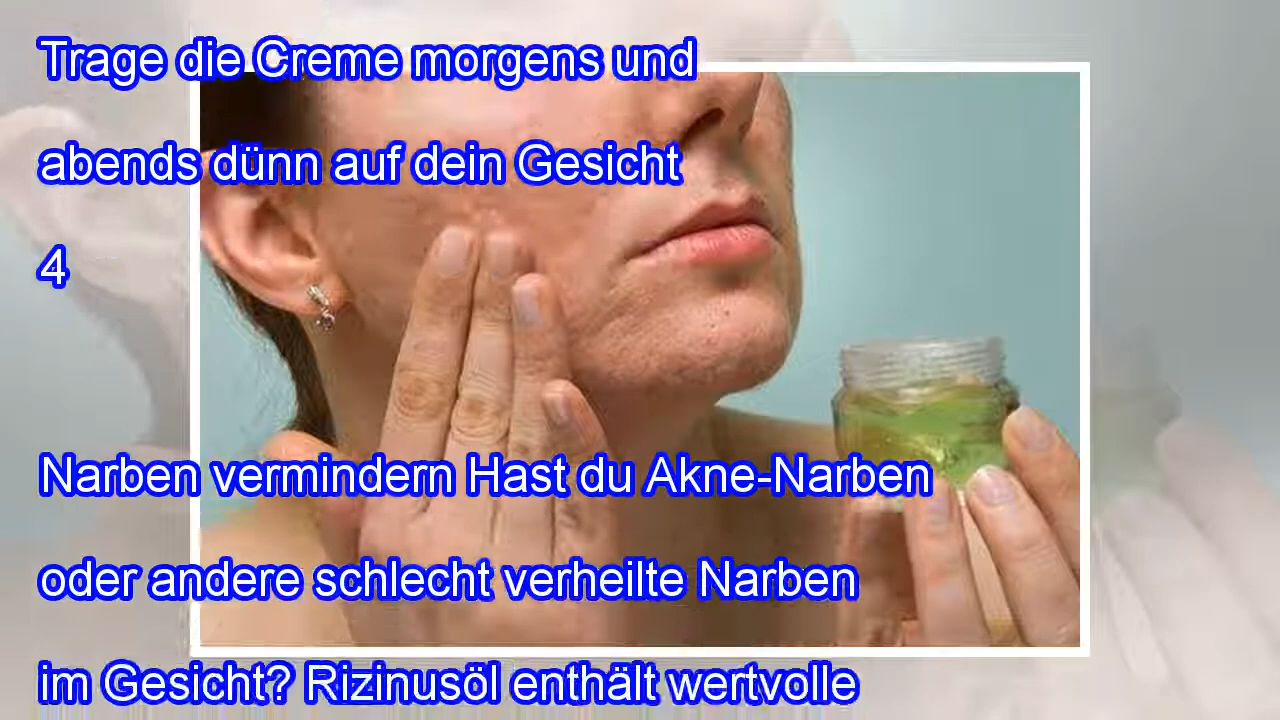 Trage die Creme morgens und
abends dünn auf dein Gesicht
4
Narben vermindern Hast du Akne-Narben
oder andere schlecht verheilte Narben
im Gesicht? Rizinusöl enthält wertvolle